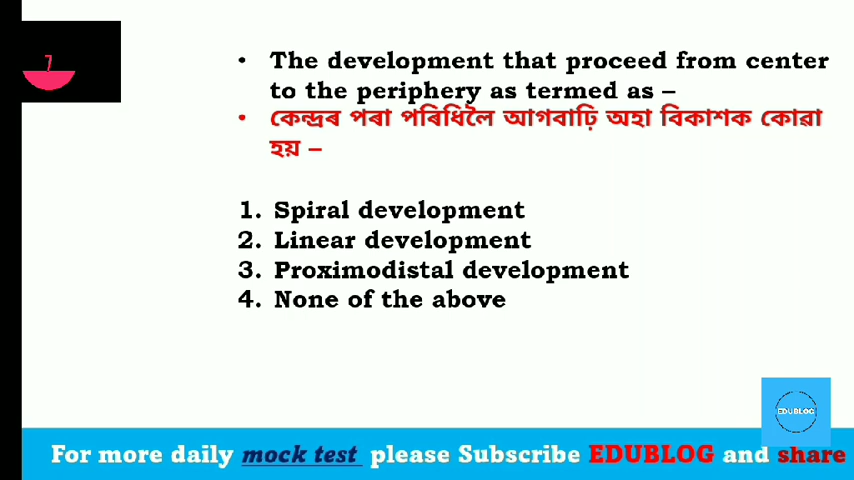 7
• The development that proceed from center
to the periphery as termed as –
• কেন্দ্ৰৰ পৰা পৰিধিলৈ আগবাঢ়ি অহা বিকাশক কোৱা
হয় –
1. Spiral development
2. Linear development
3. Proximodistal development
4. None of the above
EDUBLOG
For more daily mock test please Subscribe EDUBLOG and share